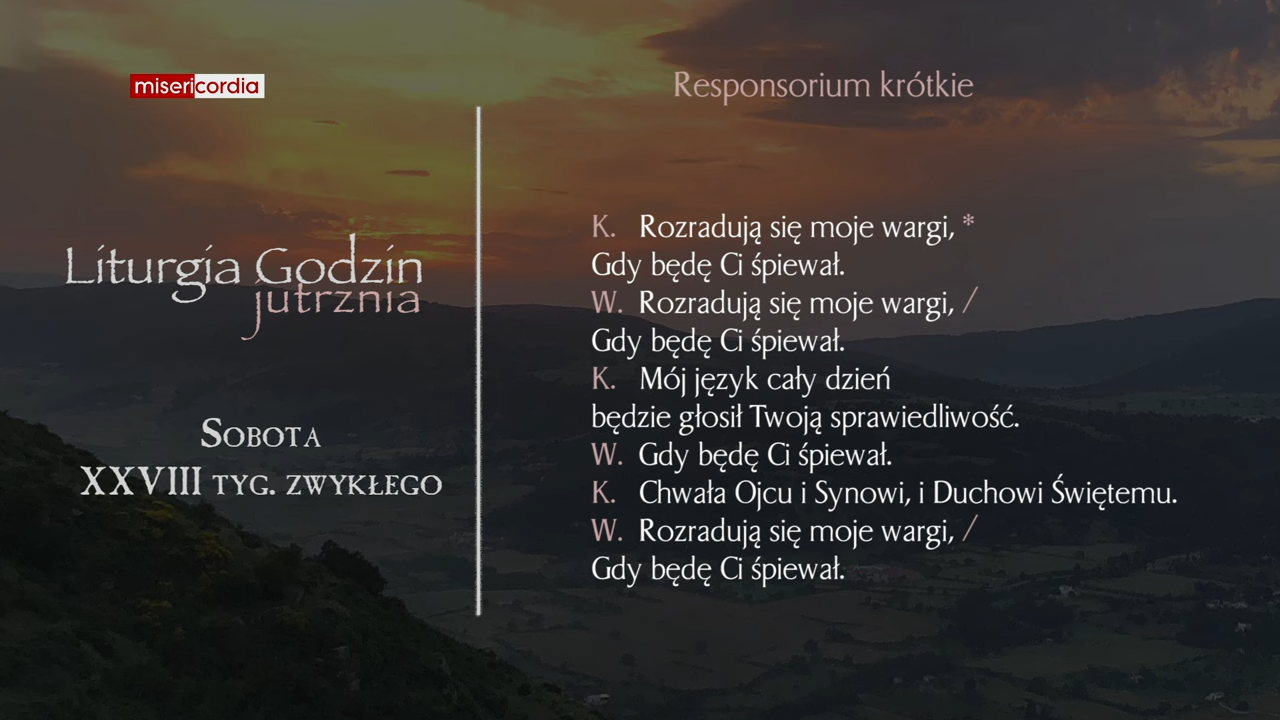 misericordia
Liturgia Godzin
jutrznia
Sobota
XXVIII tyg. zwykłego
Responsorium krótkie
K. Rozradują się moje wargi, *
Gdy będę Ci śpiewał.
W. Rozradują się moje wargi, /
Gdy będę Ci śpiewał.
K. Mój język cały dzień
będzie głosił Twoją sprawiedliwość.
W. Gdy będę Ci śpiewał.
K. Chwała Ojcu i Synowi, i Duchowi Świętemu.
W. Rozradują się moje wargi, /
Gdy będę Ci śpiewał.